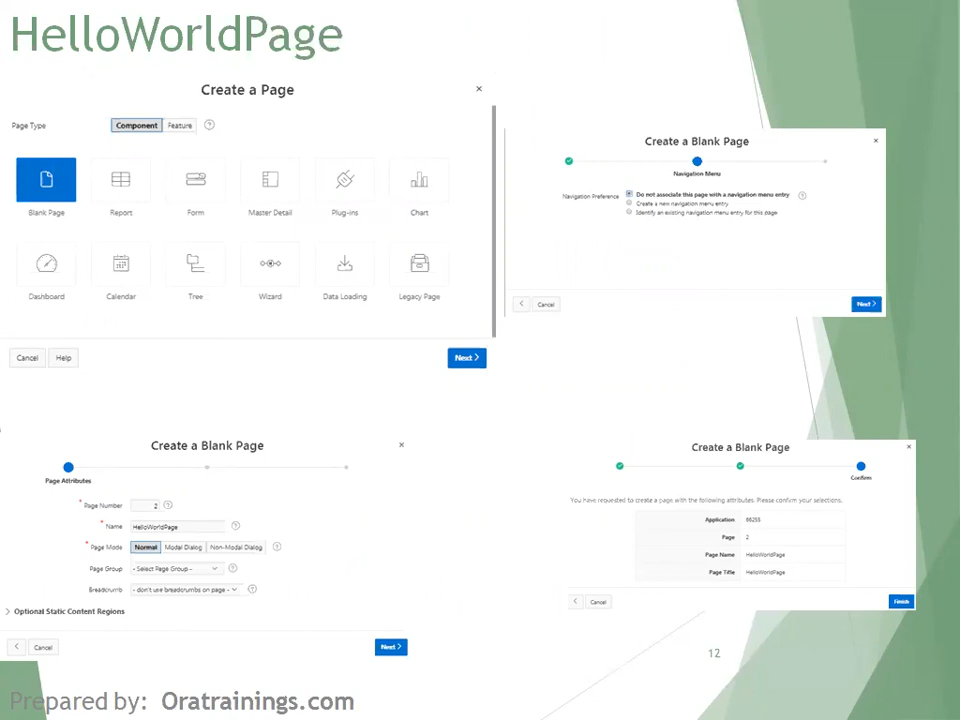 HelloWorldPage
Create a Page
Page Type Component Feature
Blank Page Report Form Master Detail Plug-ins Chart
Dashboard Calendar Tree Wizard Data Loading Legacy Page
Cancel Help Next
Create a Blank Page
Page Attributes
* Page Number 2
* Name HelloWorldPage
* Page Mode Normal Modal Dialog Non-Modal Dialog
Page Group - Select Page Group -
Breadcrumb - don't use breadcrumbs on page -
Optional Static Content Regions
Cancel Next
Create a Blank Page
Navigation Menu
Navigation Preference Do not associate this page with a navigation menu entry
Create a new navigation menu entry
Identify an existing navigation menu entry for this page
Cancel Next
Create a Blank Page
Confirm
You have requested to create a page with the following attributes. Please confirm your selections.
Application 66255
Page 2
Page Name HelloWorldPage
Page Title HelloWorldPage
Cancel Finish
12
Prepared by: Oratrainings.com